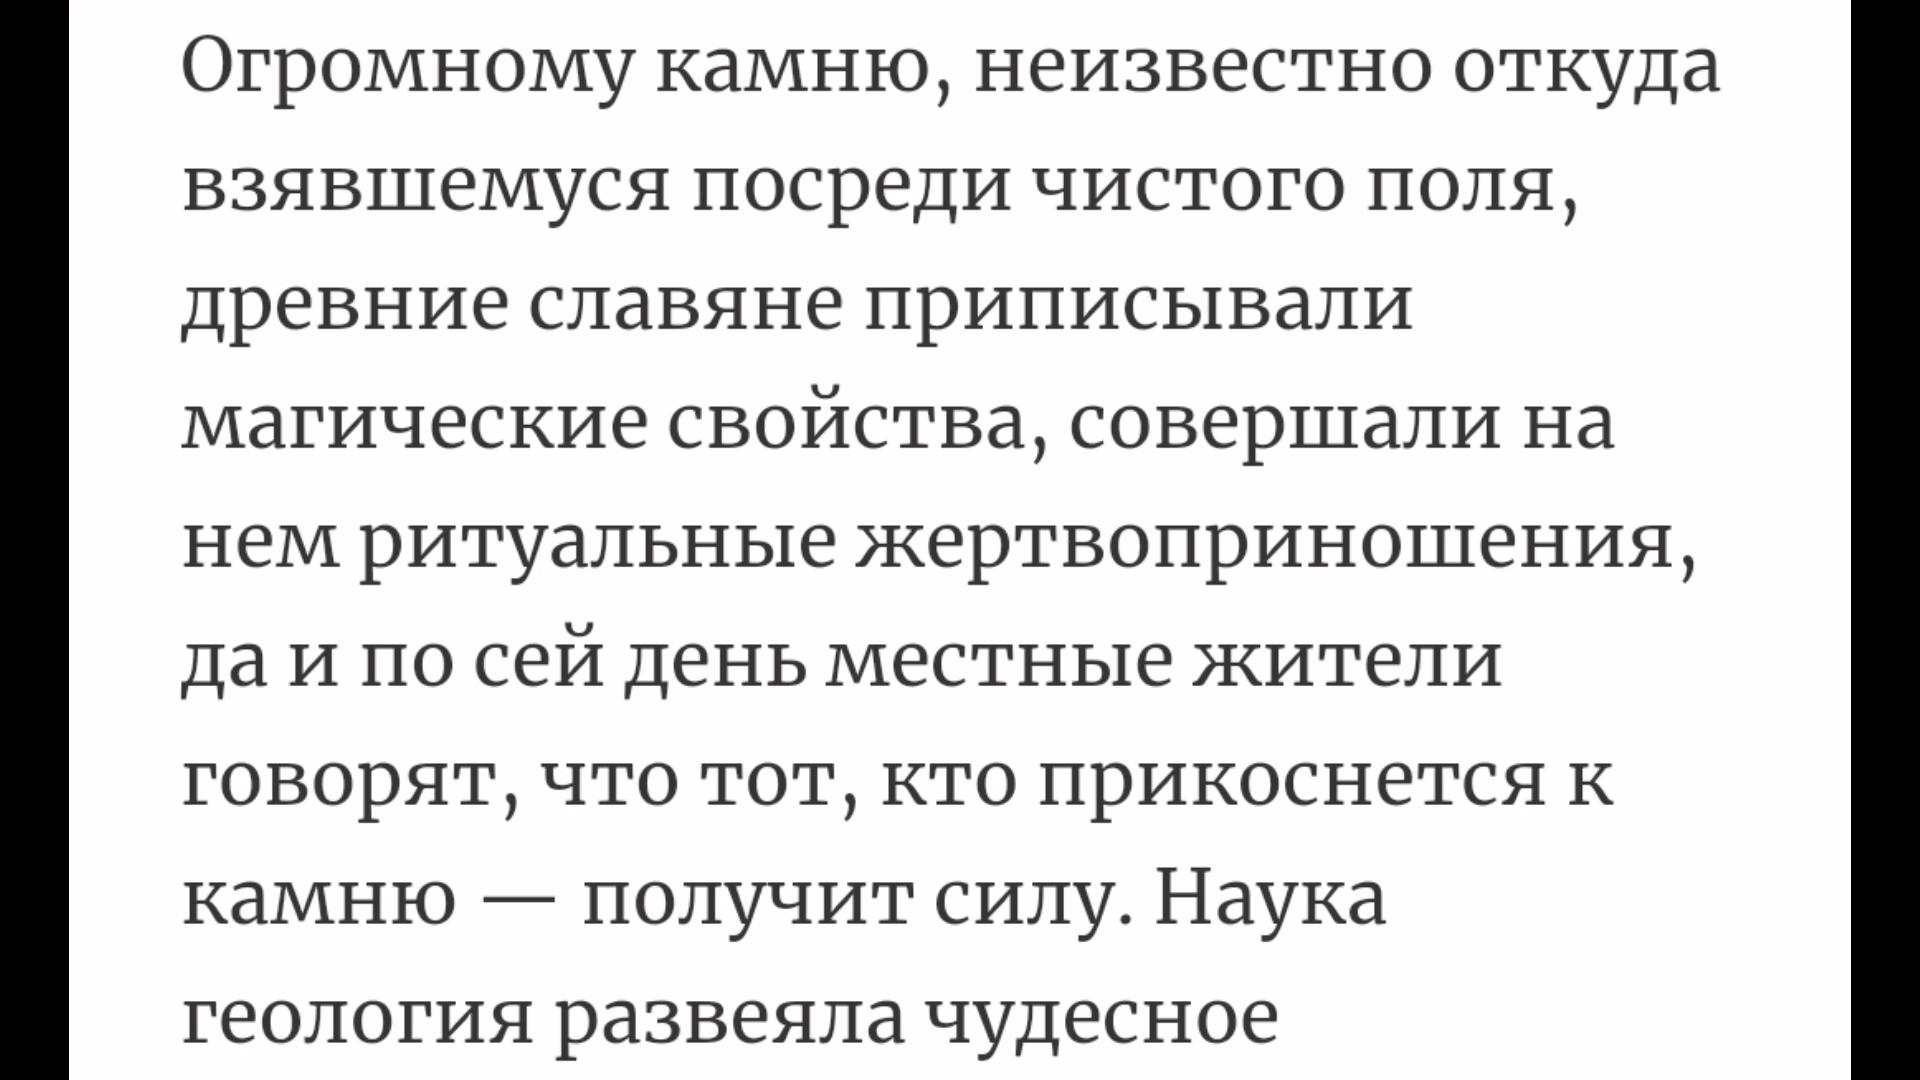 Огромному камню, неизвестно откуда
взявшемуся посреди чистого поля,
древние славяне приписывали
магические свойства, совершали на
нем ритуальные жертвоприношения,
да и по сей день местные жители
говорят, что тот, кто прикоснется к
камню — получит силу. Наука
геология развеяла чудесное